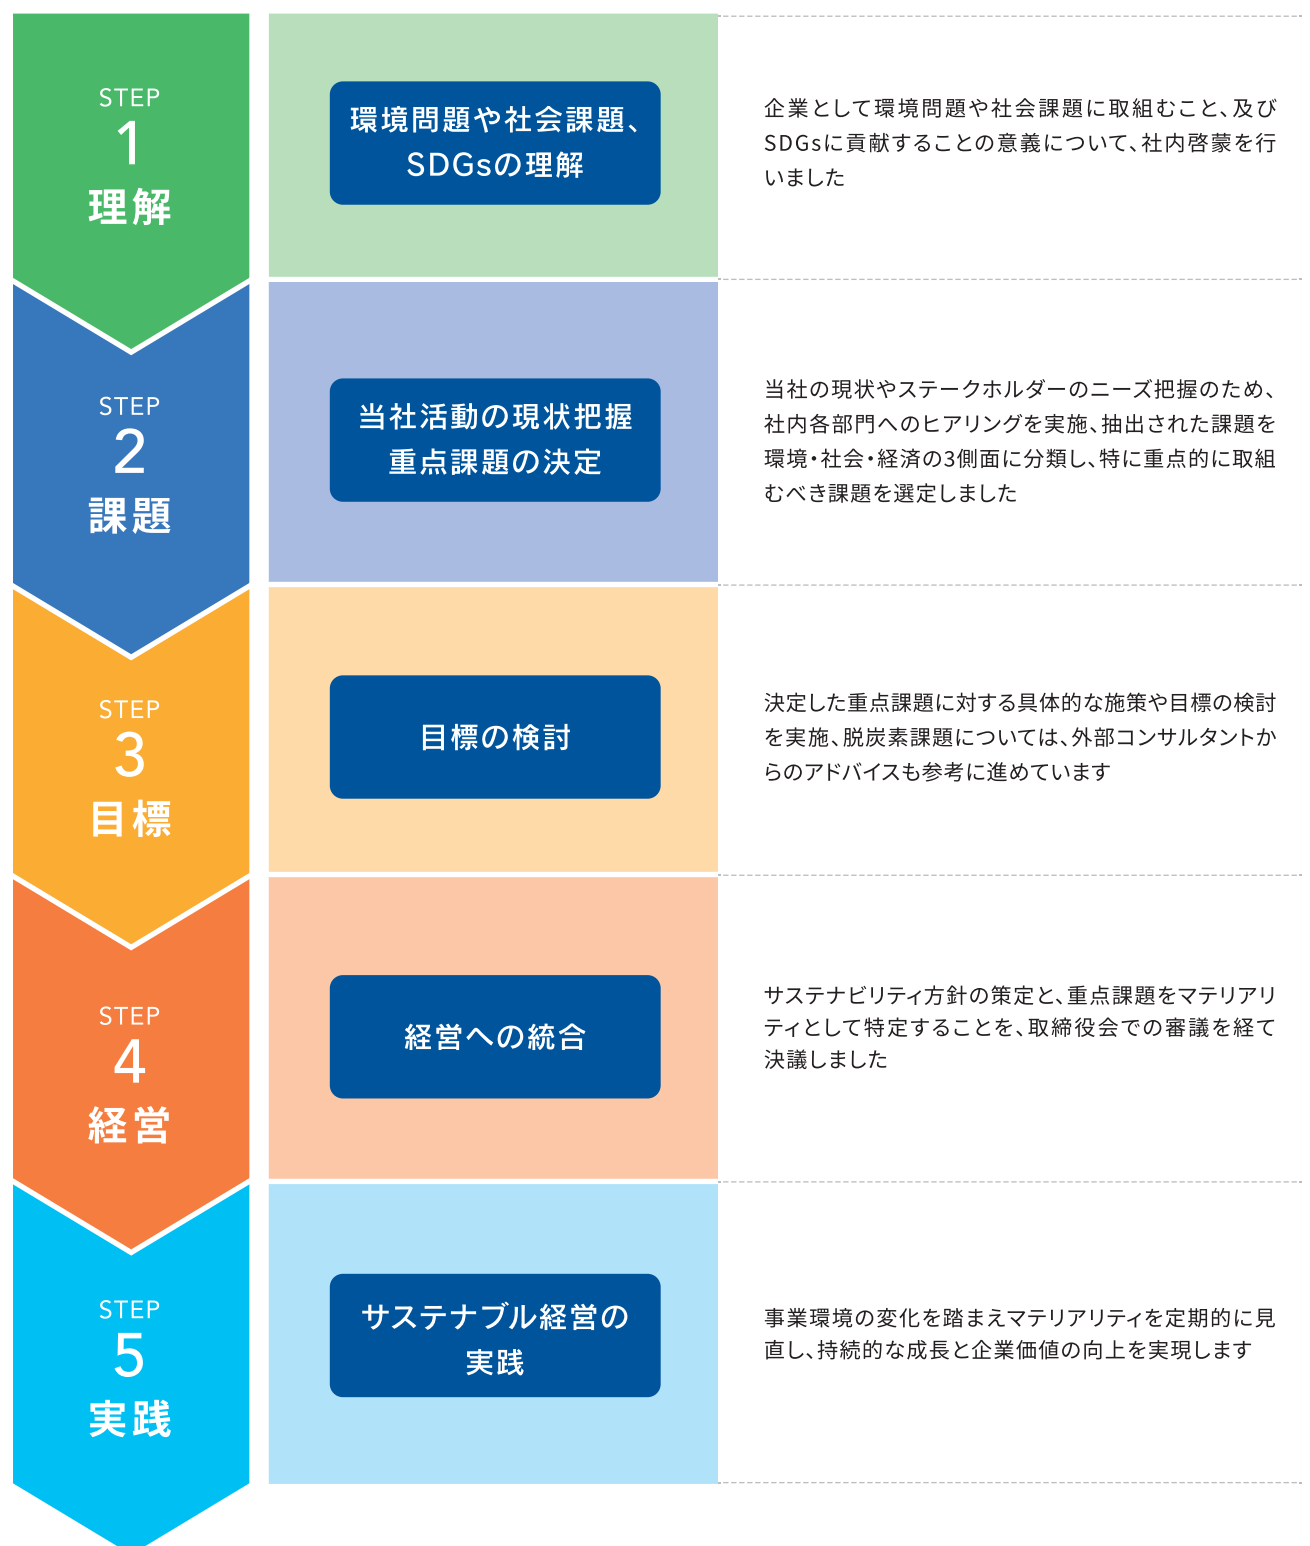 STEP
1
理解
環境問題や社会課題、
SDGsの理解
企業として環境問題や社会課題に取組むこと、及び
SDGsに貢献することの意義について、社内啓蒙を行
いました
STEP
2
課題
当社活動の現状把握
重点課題の決定
当社の現状やステークホルダーのニーズ把握のため、
社内各部門へのヒアリングを実施、抽出された課題を
環境・社会・経済の3側面に分類し、特に重点的に取組
むべき課題を選定しました
STEP
3
目標
目標の検討
決定した重点課題に対する具体的な施策や目標の検討
を実施、脱炭素課題については、外部コンサルタントか
らのアドバイスも参考に進めています
STEP
4
経営
経営への統合
サステナビリティ方針の策定と、重点課題をマテリアリ
ティとして特定することを、取締役会での審議を経て
決議しました
STEP
5
実践
サステナブル経営の
実践
事業環境の変化を踏まえマテリアリティを定期的に見
直し、持続的な成長と企業価値の向上を実現します